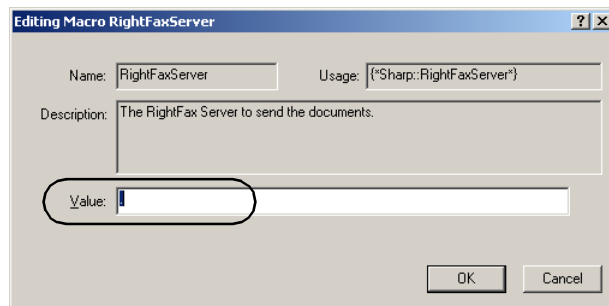 Editing Macro RightFaxServer
Name: RightFaxServer Usage: {*Sharp::RightFaxServer*}
Description: The RightFax Server to send the documents.
Value: .
OK Cancel